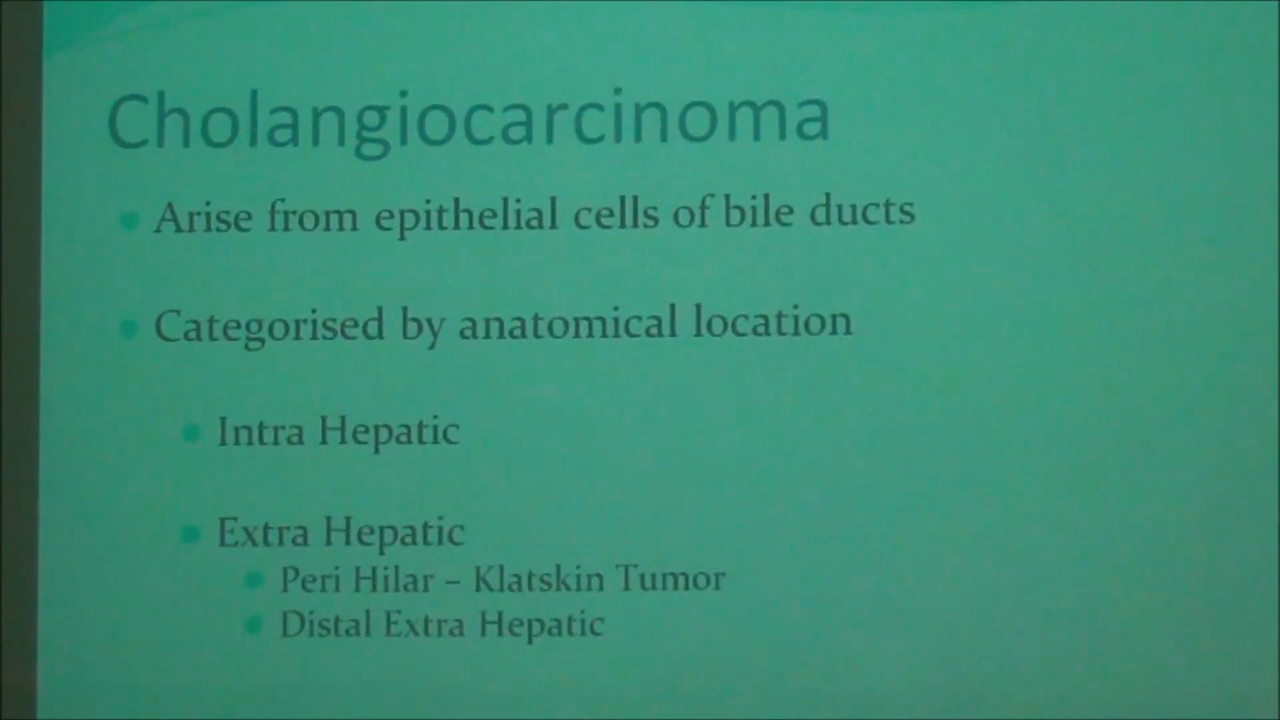 Cholangiocarcinoma
Arise from epithelial cells of bile ducts
Categorised by anatomical location
Intra Hepatic
Extra Hepatic
Peri Hilar – Klatskin Tumor
Distal Extra Hepatic